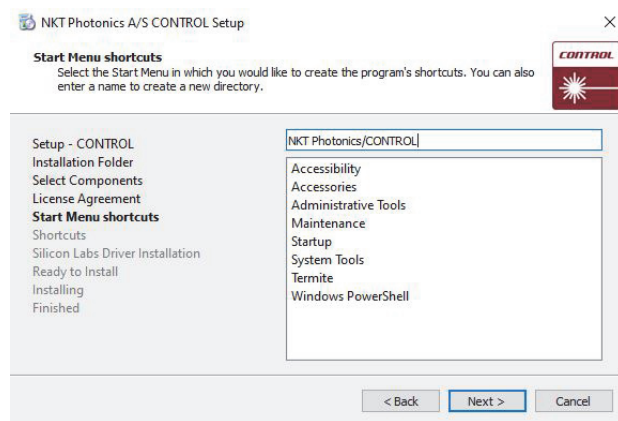 NKT Photonics A/S CONTROL Setup
Start Menu shortcuts
Select the Start Menu in which you would like to create the program's shortcuts. You can also
enter a name to create a new directory.
CONTROL
Setup - CONTROL
Installation Folder
Select Components
License Agreement
Start Menu shortcuts
Shortcuts
Silicon Labs Driver Installation
Ready to Install
Installing
Finished
NKT Photonics/CONTROL
Accessibility
Accessories
Administrative Tools
Maintenance
Startup
System Tools
Termite
Windows PowerShell
< Back
Next >
Cancel